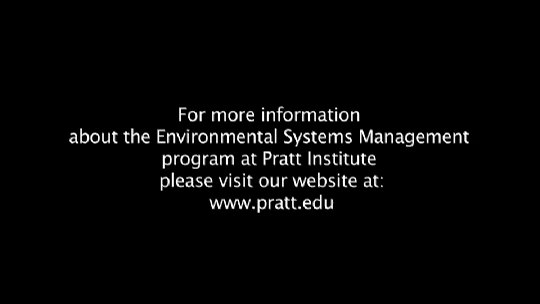 For more information
about the Environmental Systems Management
program at Pratt Institute
please visit our website at:
www.pratt.edu